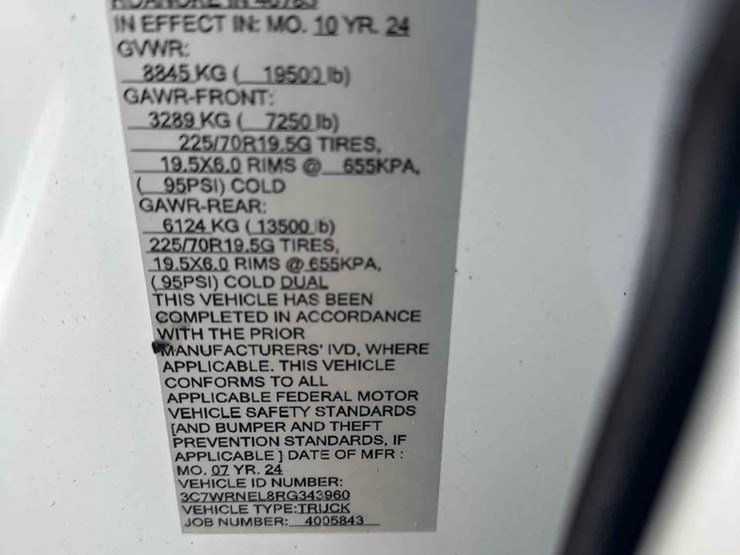 ROANOKE IN 46783
IN EFFECT IN: MO. 10 YR. 24
GVWR:
8845 KG ( 19500 lb)
GAWR-FRONT:
3289 KG ( 7250 lb)
225/70R19.5G TIRES,
19.5X6.0 RIMS @ 655KPA,
( 95PSI) COLD
GAWR-REAR:
6124 KG ( 13500 lb)
225/70R19.5G TIRES,
19.5X6.0 RIMS @ 655KPA,
( 95PSI) COLD DUAL
THIS VEHICLE HAS BEEN
COMPLETED IN ACCORDANCE
WITH THE PRIOR
MANUFACTURERS' IVD, WHERE
APPLICABLE. THIS VEHICLE
CONFORMS TO ALL
APPLICABLE FEDERAL MOTOR
VEHICLE SAFETY STANDARDS
[AND BUMPER AND THEFT
PREVENTION STANDARDS, IF
APPLICABLE ] DATE OF MFR :
MO. 07 YR. 24
VEHICLE ID NUMBER:
3C7WRNEL8RG343960
VEHICLE TYPE:TRUCK
JOB NUMBER: 4005843